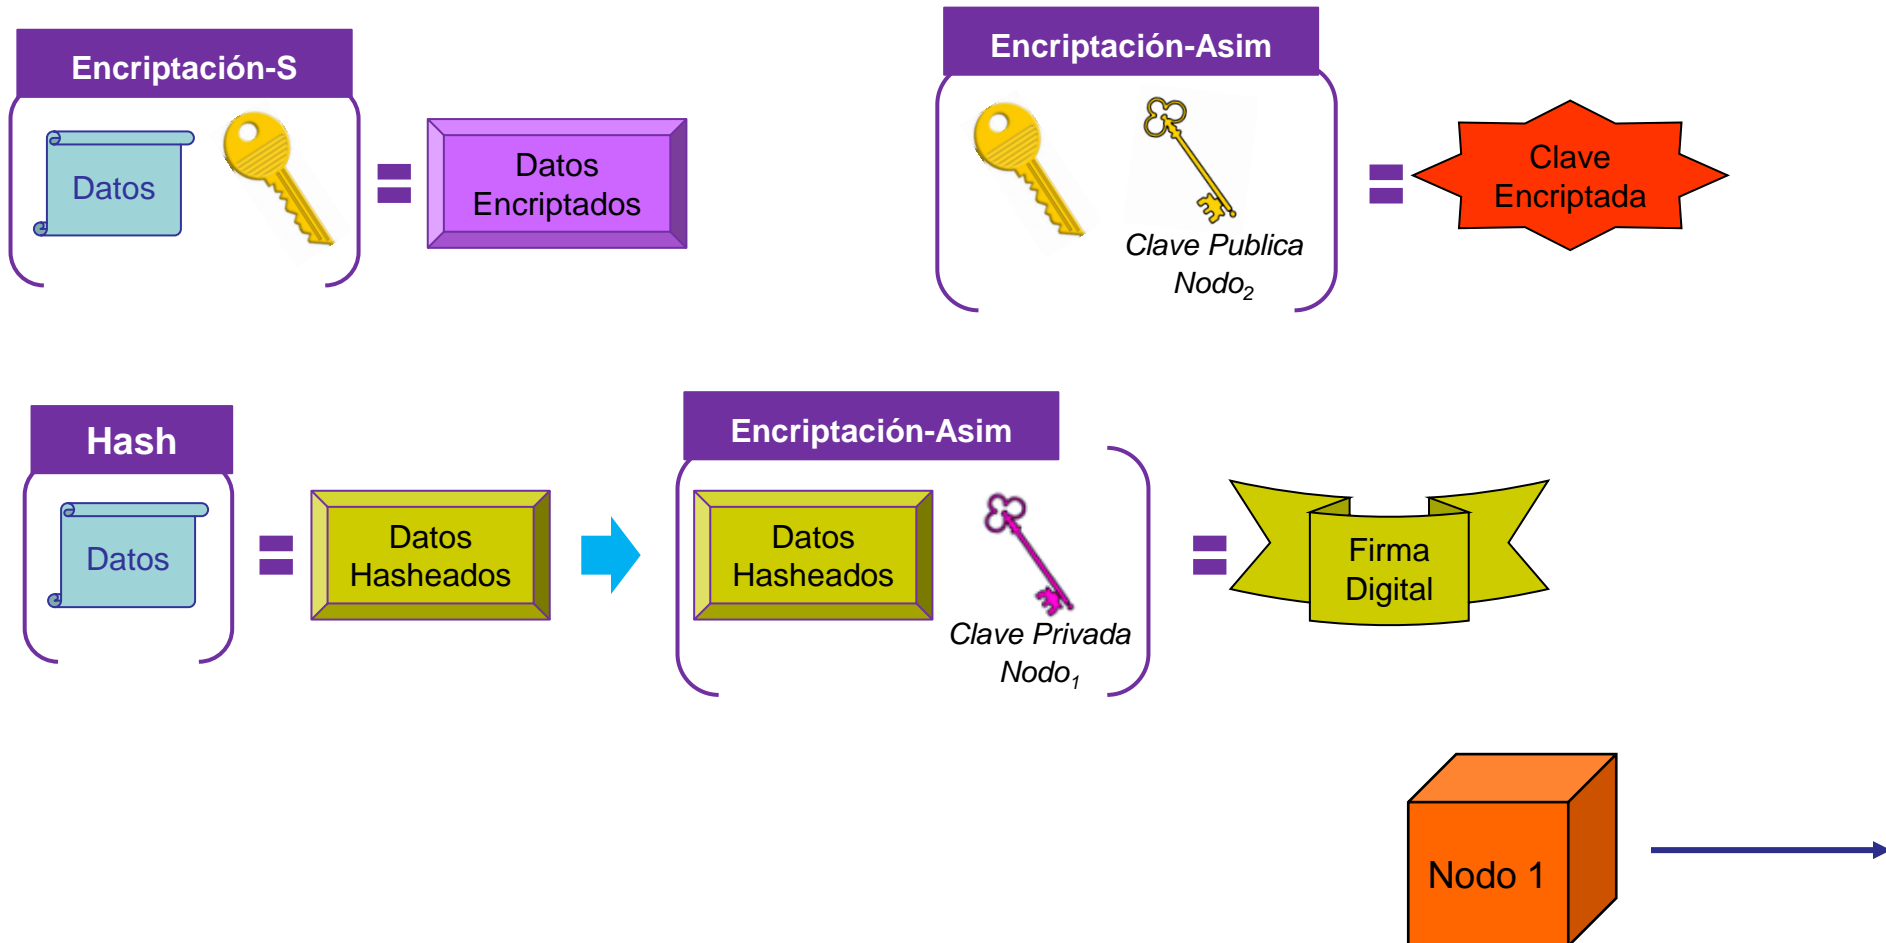 Encriptación-S
Datos
Datos
Encriptados
Encriptación-Asim
Clave Publica
Nodo2
Clave
Encriptada
Hash
Datos
Datos
Hasheados
Encriptación-Asim
Datos
Hasheados
Clave Privada
Nodo1
Firma
Digital
Nodo 1